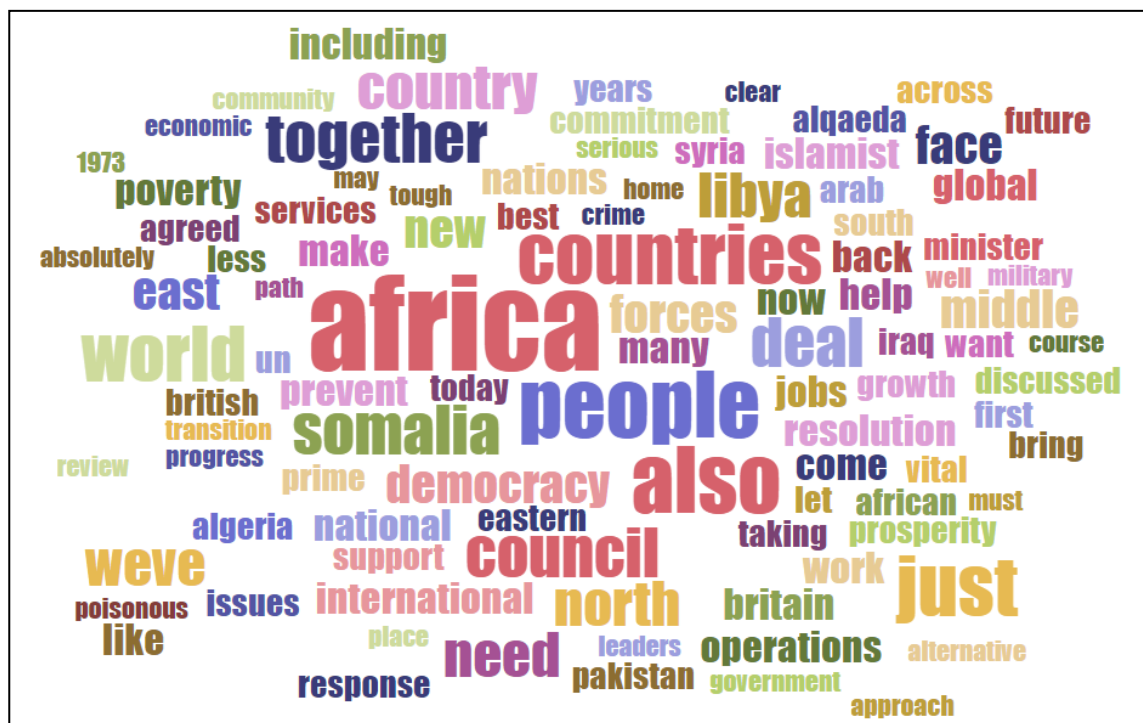 including
community country years clear across
economic together commitment alqaeda face future
1973 serious syria islamist
poverty may tough nations home libya arab global
agreed services new best crime south
absolutely less make countries back minister
east path africa forces now help well military middle
world un many deal iraq want course
british prevent today people jobs growth discussed
transition somalia resolution first
review progress prime democracy also come vital bring
algeria national eastern let african must
weve support council taking prosperity
poisonous issues international north britain work just
like place need leaders operations alternative
response pakistan government
approach